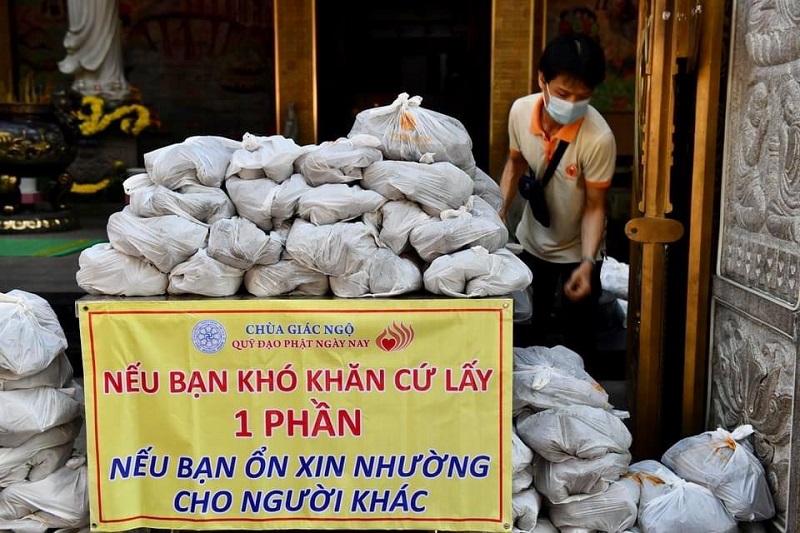 CHÙA GIÁC NGỘ
QUỸ ĐẠO PHẬT NGÀY NAY
NẾU BẠN KHÓ KHĂN CỨ LẤY
1 PHẦN
NẾU BẠN ỔN XIN NHƯỜNG
CHO NGƯỜI KHÁC